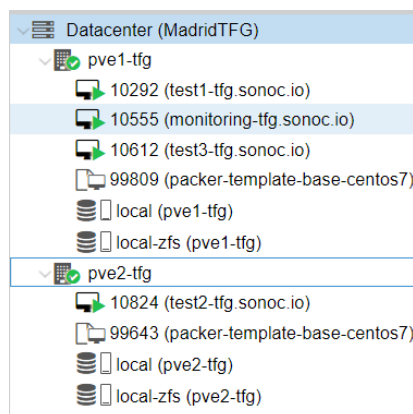 Datacenter (MadridTFG)
pve1-tfg
10292 (test1-tfg.sonoc.io)
10555 (monitoring-tfg.sonoc.io)
10612 (test3-tfg.sonoc.io)
99809 (packer-template-base-centos7)
local (pve1-tfg)
local-zfs (pve1-tfg)
pve2-tfg
10824 (test2-tfg.sonoc.io)
99643 (packer-template-base-centos7)
local (pve2-tfg)
local-zfs (pve2-tfg)